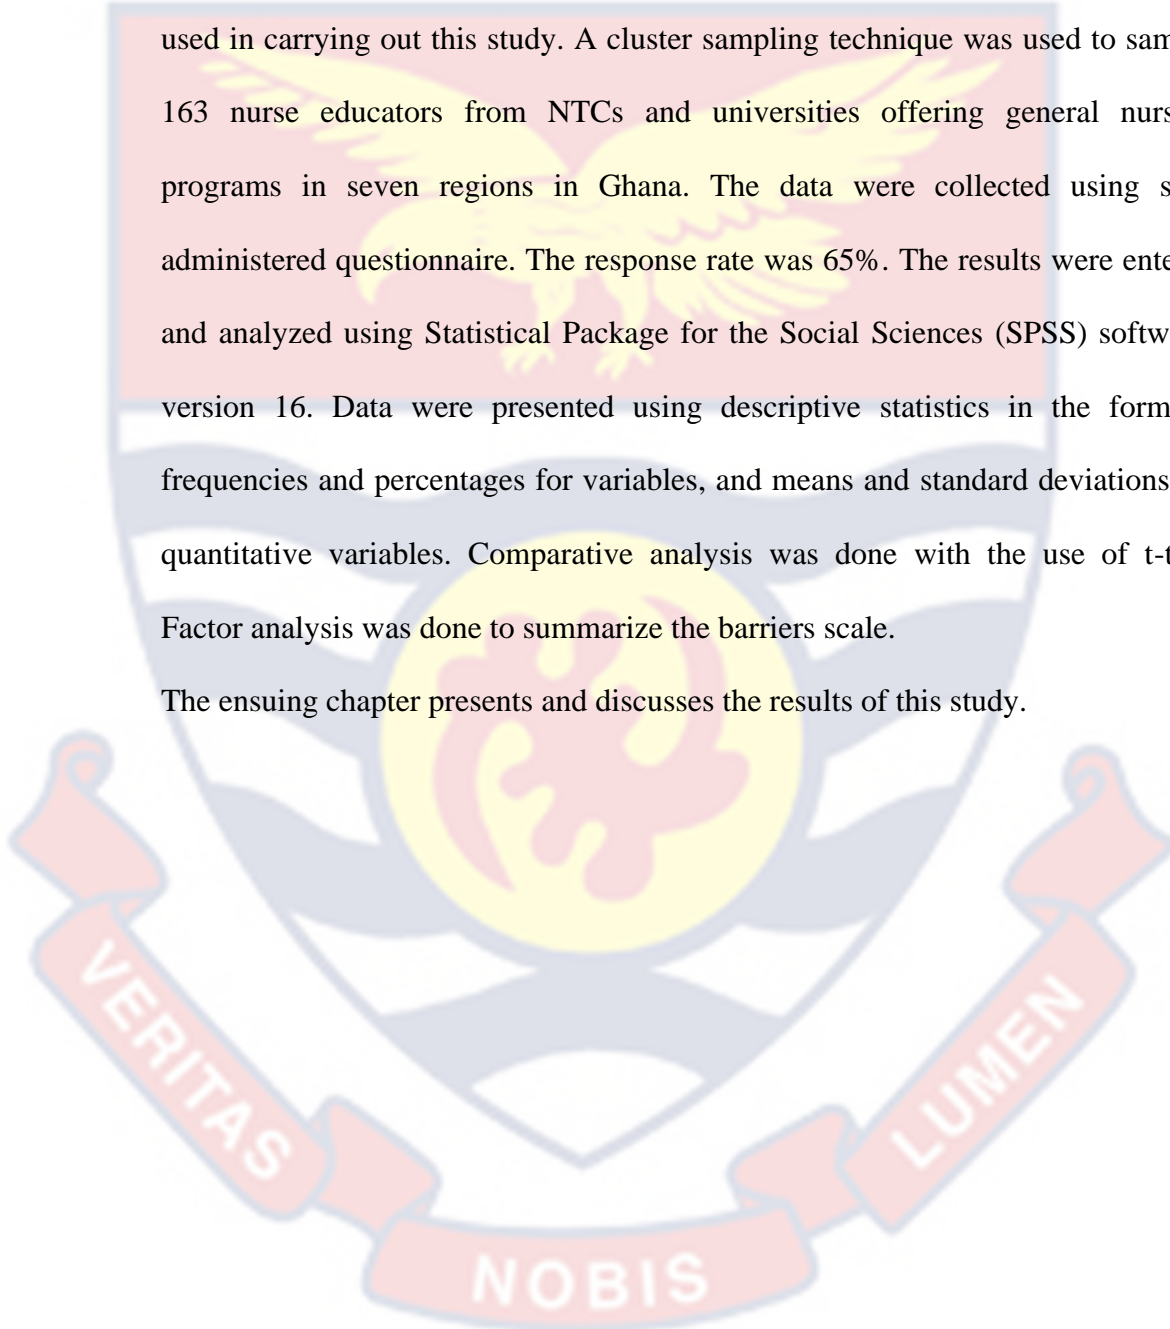 used in carrying out this study. A cluster sampling technique was used to sam
163 nurse educators from NTCs and universities offering general nurs
programs in seven regions in Ghana. The data were collected using s
administered questionnaire. The response rate was 65%. The results were ente
and analyzed using Statistical Package for the Social Sciences (SPSS) softw
version 16. Data were presented using descriptive statistics in the form
frequencies and percentages for variables, and means and standard deviations
quantitative variables. Comparative analysis was done with the use of t-t
Factor analysis was done to summarize the barriers scale.
The ensuing chapter presents and discusses the results of this study.
VERITAS
NOBIS
LUMEN